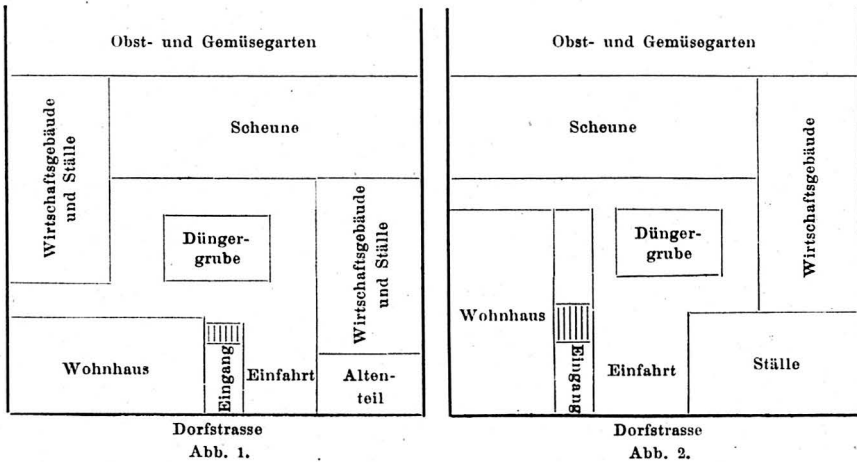 Obst- und Gemüsegarten
Wirtschaftsgebäude
und Ställe
Scheune
Dünger-
grube
Wirtschaftsgebäude
und Ställe
Wohnhaus
Eingang
Einfahrt
Alten-
teil
Dorfstrasse
Abb. 1.
Obst- und Gemüsegarten
Scheune
Wirtschaftsgebäude
Dünger-
grube
Wohnhaus
Eingang
Einfahrt
Ställe
Dorfstrasse
Abb. 2.